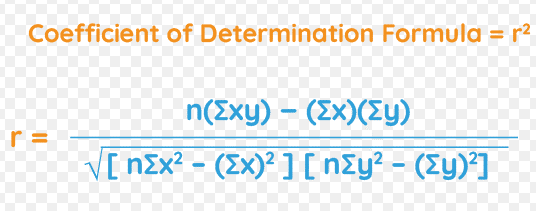 Coefficient of Determination Formula = r²
r = n(Σxy) – (Σx)(Σy)
√[ nΣx² – (Σx)² ] [ nΣy² – (Σy)²]